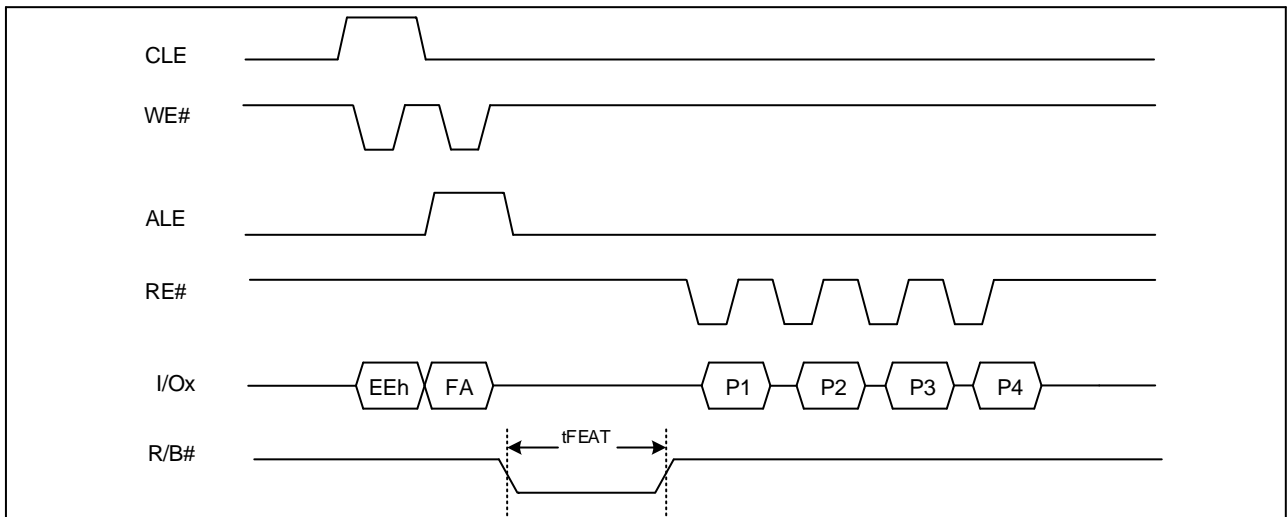 CLE
WE#
ALE
RE#
I/Ox EEh FA P1 P2 P3 P4
tFEAT
R/B#